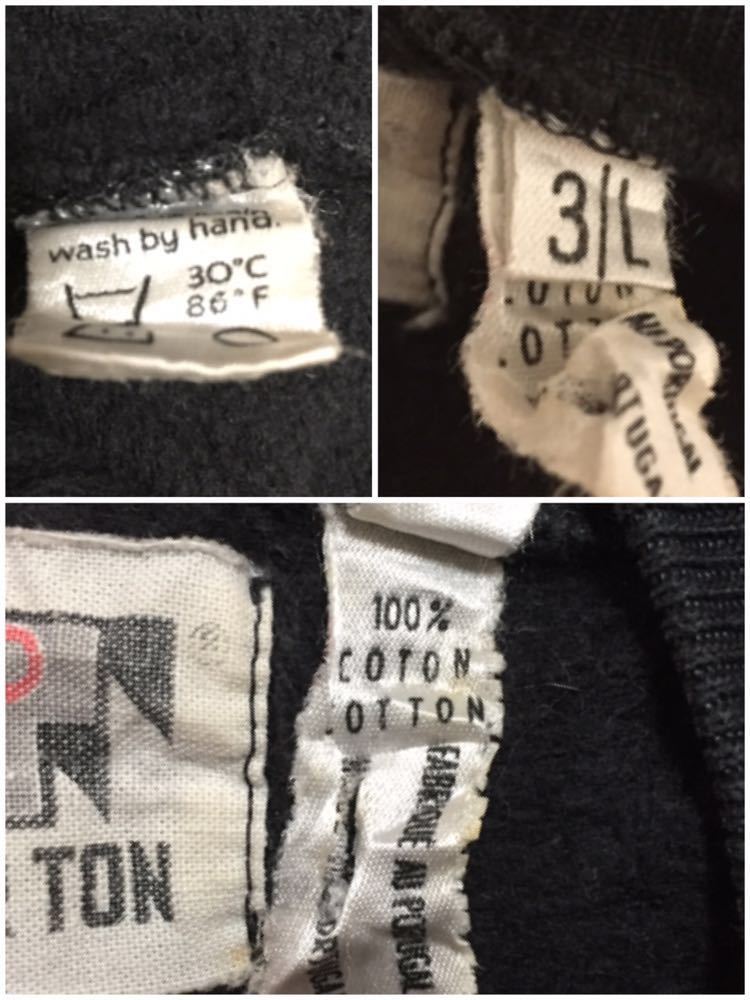 wash by hand.
30°C
86°F
3/L
100%
COTON
OTTON
FABRIQUE AU PORTUGAL
TON